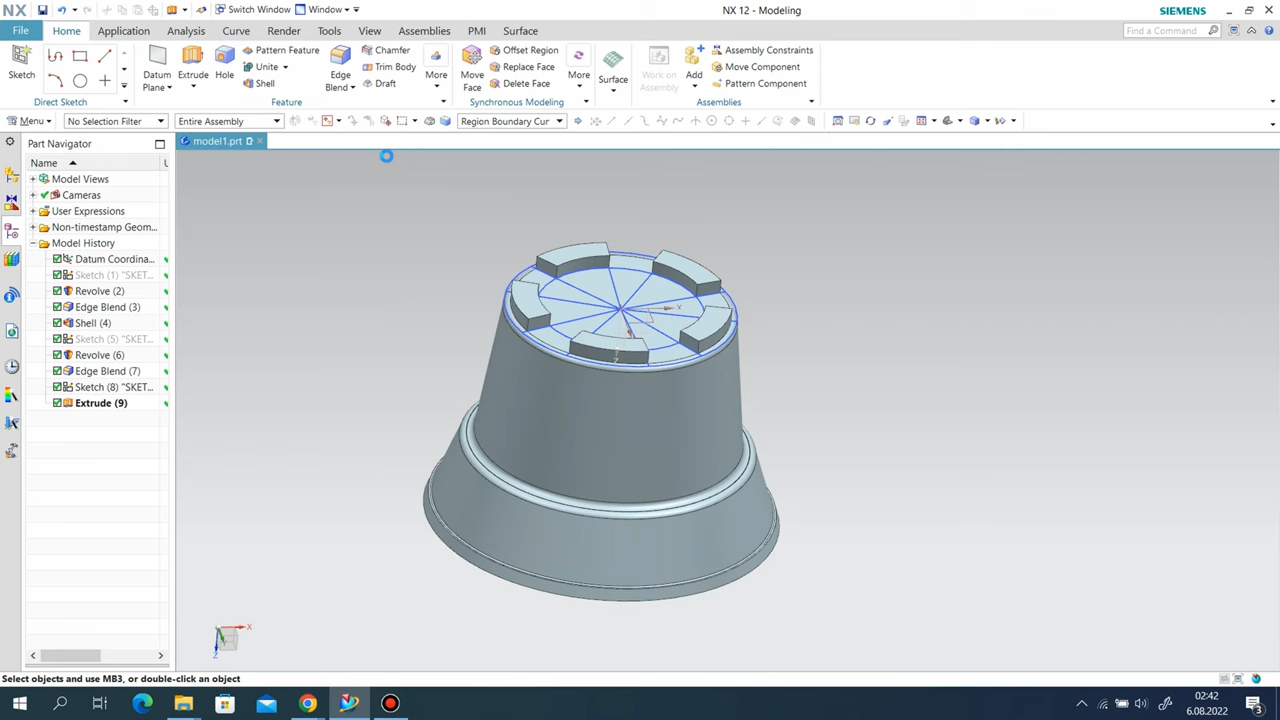 NX
Switch Window
Window
NX 12 - Modeling
SIEMENS
File
Home
Application
Analysis
Curve
Render
Tools
View
Assemblies
PMI
Surface
Find a Command
Sketch
Direct Sketch
Datum Plane
Extrude
Hole
Pattern Feature
Unite
Shell
Edge Blend
Chamfer
Trim Body
Draft
More
Feature
Move Face
Offset Region
Replace Face
Delete Face
More
Synchronous Modeling
Surface
Work on Assembly
Add
Assembly Constraints
Move Component
Pattern Component
Assemblies
Menu
No Selection Filter
Entire Assembly
Region Boundary Cur
Part Navigator
model1.prt
Name
Model Views
Cameras
User Expressions
Non-timestamp Geom...
Model History
Datum Coordina...
Sketch (1) "SKET...
Revolve (2)
Edge Blend (3)
Shell (4)
Sketch (5) "SKET...
Revolve (6)
Edge Blend (7)
Sketch (8) "SKET...
Extrude (9)
X
Z
X
Z
Select objects and use MB3, or double-click an object
02:42
6.08.2022
3